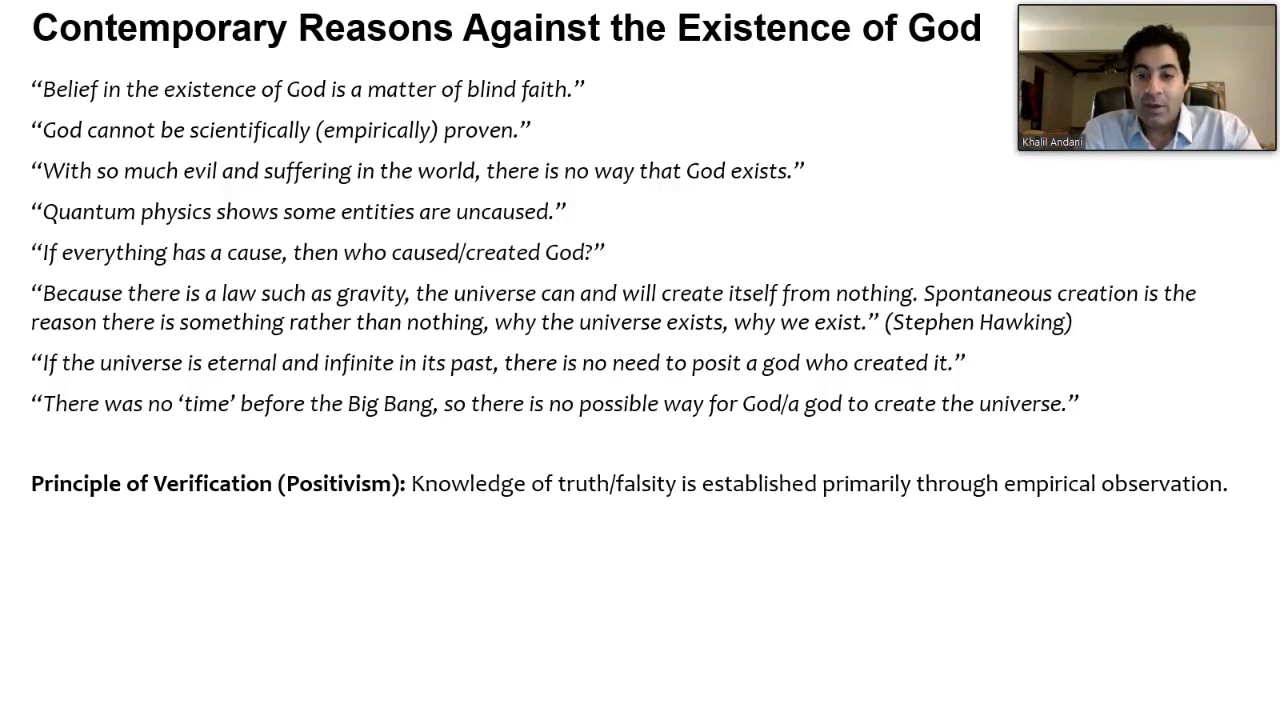 Contemporary Reasons Against the Existence of God
Khalil Andani
“Belief in the existence of God is a matter of blind faith.”
“God cannot be scientifically (empirically) proven.”
“With so much evil and suffering in the world, there is no way that God exists.”
“Quantum physics shows some entities are uncaused.”
“If everything has a cause, then who caused/created God?”
“Because there is a law such as gravity, the universe can and will create itself from nothing. Spontaneous creation is the
reason there is something rather than nothing, why the universe exists, why we exist.” (Stephen Hawking)
“If the universe is eternal and infinite in its past, there is no need to posit a god who created it.”
“There was no ‘time’ before the Big Bang, so there is no possible way for God/a god to create the universe.”
Principle of Verification (Positivism): Knowledge of truth/falsity is established primarily through empirical observation.